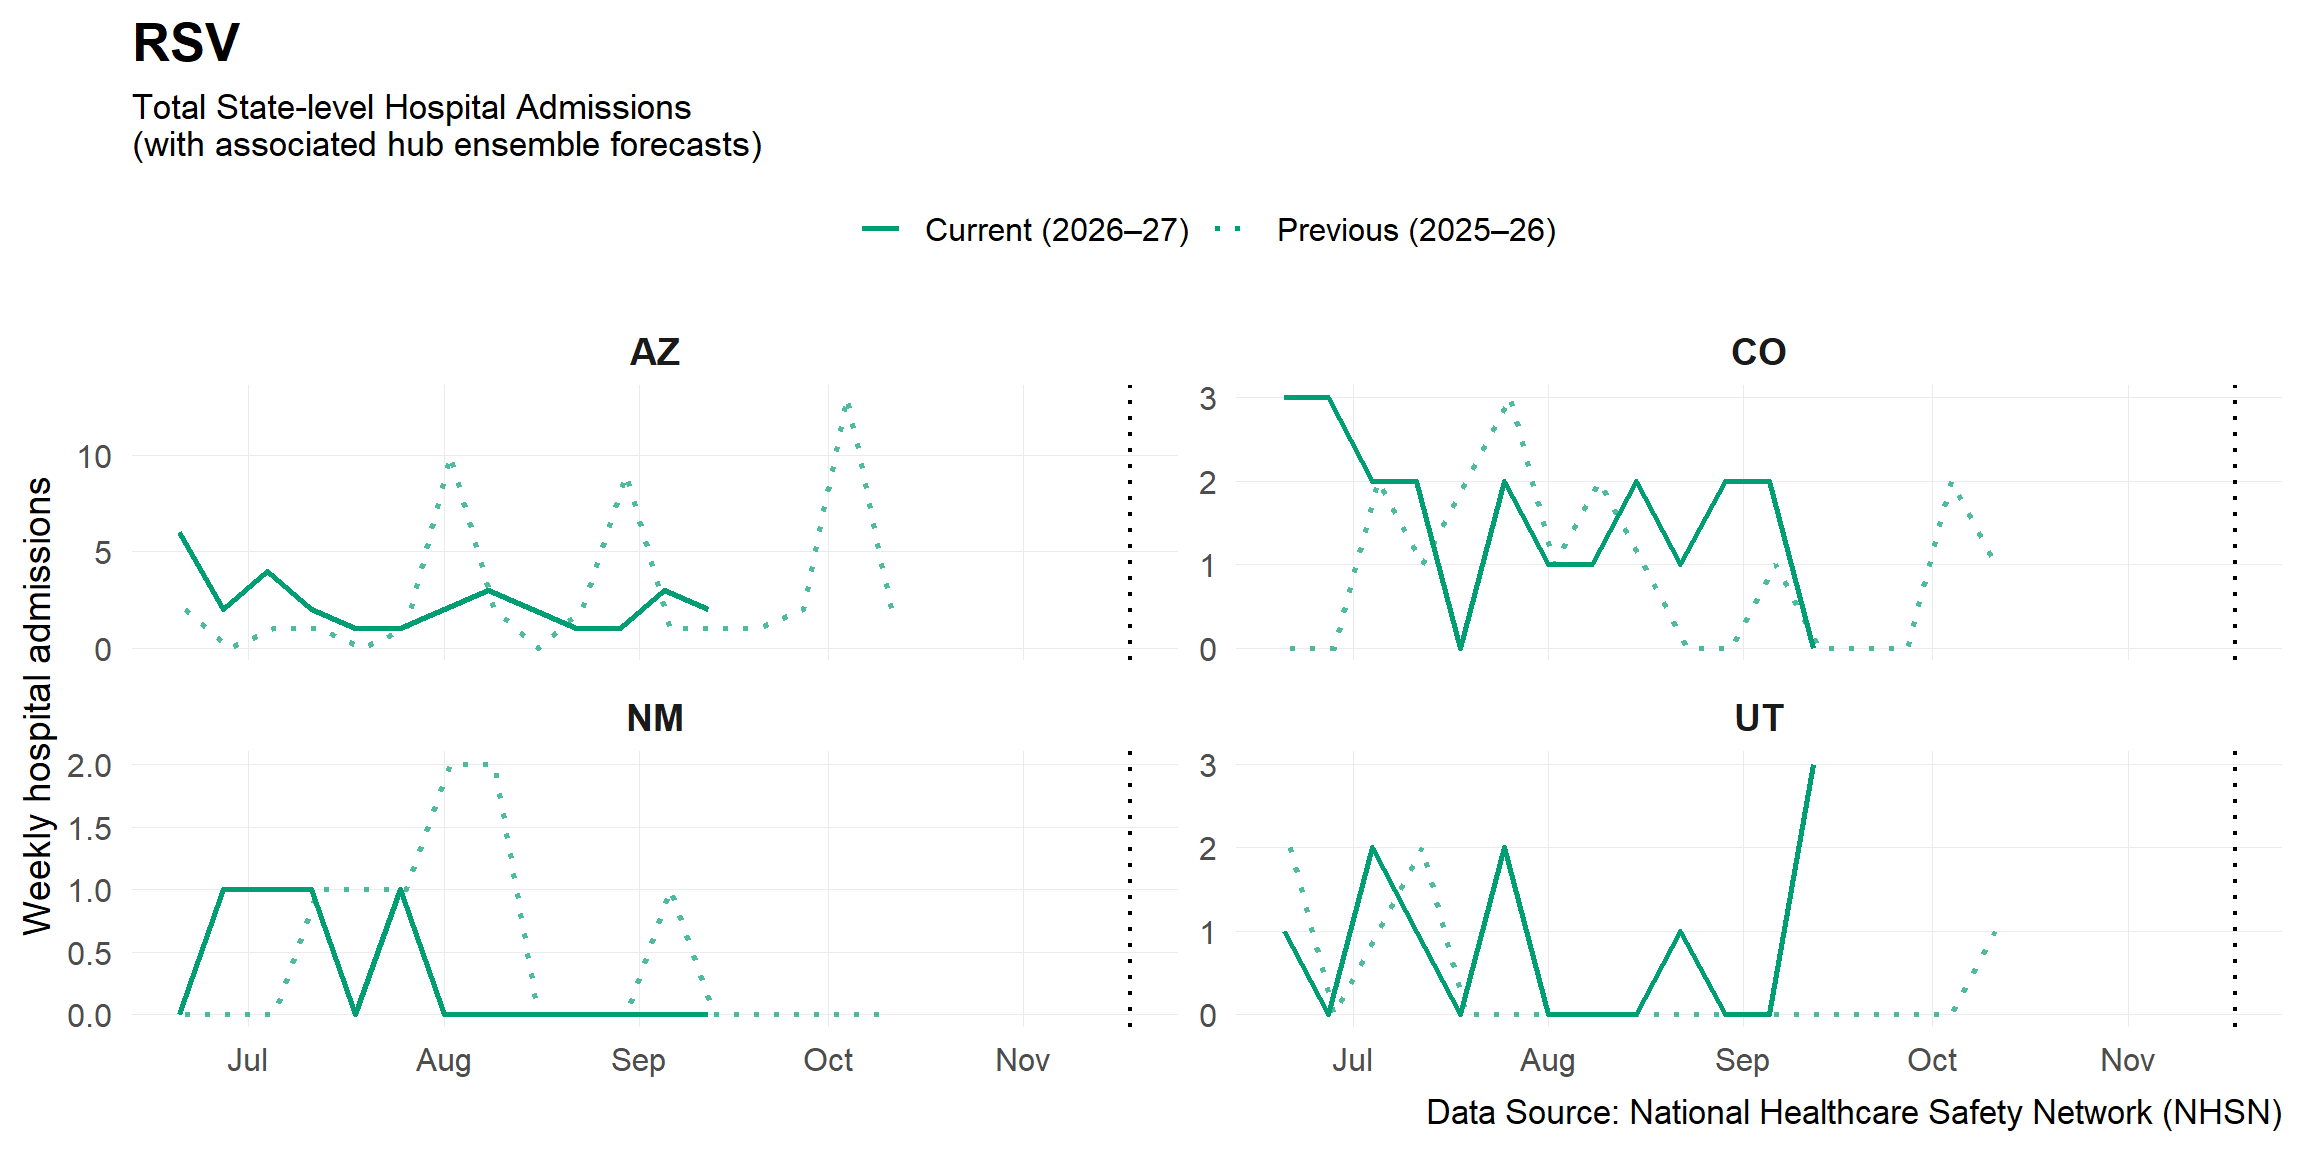 RSV
Total State-level Hospital Admissions
(with associated hub ensemble forecasts)
Current (2026–27)
Previous (2025–26)
AZ
CO
10
5
0
3
2
1
0
NM
UT
2.0
1.5
1.0
0.5
0.0
3
2
1
0
Weekly hospital admissions
Jul Aug Sep Oct Nov
Jul Aug Sep Oct Nov
Data Source: National Healthcare Safety Network (NHSN)